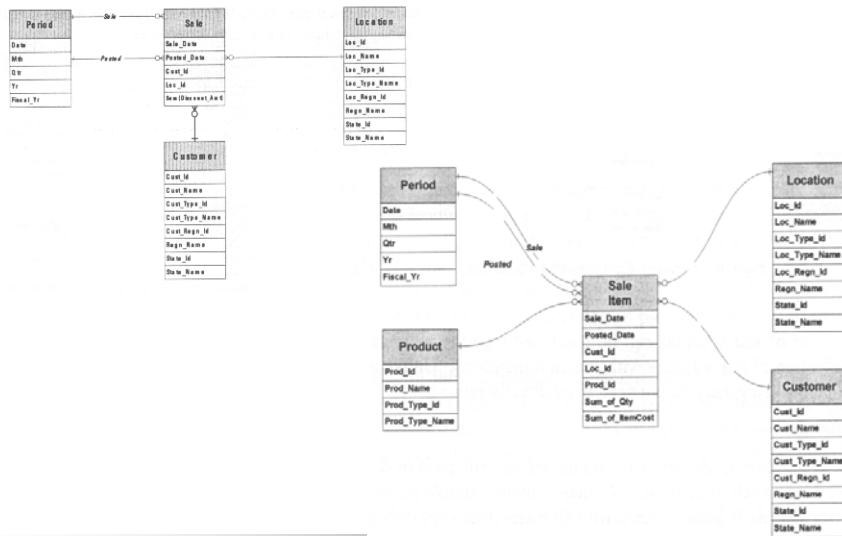 Period
Date
Mth
Qtr
Yr
Fiscal_Yr
Sale
Posted
Sale
Sale_Date
Posted_Date
Cust_Id
Loc_Id
Sum(Discount_Amt)
Location
Loc_Id
Loc_Name
Loc_Type_Id
Loc_Type_Name
Loc_Regn_Id
Regn_Name
State_Id
State_Name
Customer
Cust_Id
Cust_Name
Cust_Type_Id
Cust_Type_Name
Cust_Regn_Id
Regn_Name
State_Id
State_Name
Period
Date
Mth
Qtr
Yr
Fiscal_Yr
Sale
Posted
Product
Prod_Id
Prod_Name
Prod_Type_Id
Prod_Type_Name
Sale
Item
Sale_Date
Posted_Date
Cust_Id
Loc_Id
Prod_Id
Sum_of_Qty
Sum_of_ItemCost
Location
Loc_Id
Loc_Name
Loc_Type_Id
Loc_Type_Name
Loc_Regn_Id
Regn_Name
State_Id
State_Name
Customer
Cust_Id
Cust_Name
Cust_Type_Id
Cust_Type_Name
Cust_Regn_Id
Regn_Name
State_Id
State_Name